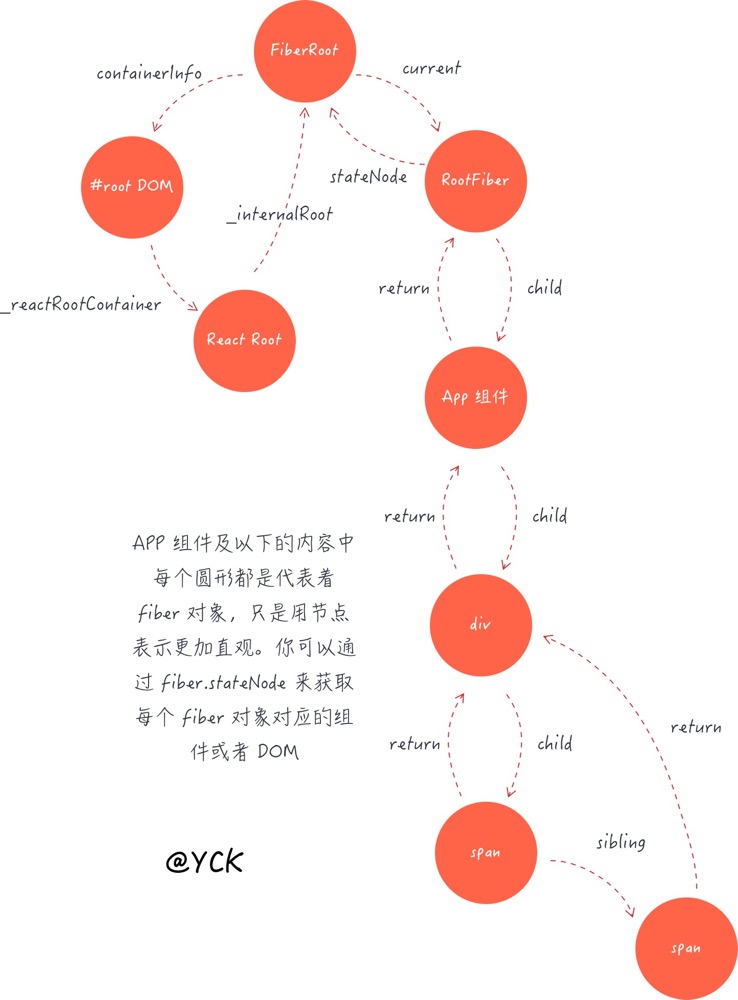 FiberRoot
containerInfo
current
#root DOM
stateNode
RootFiber
_internalRoot
return
child
_reactRootContainer
React Root
App 组件
return
child
APP 组件及以下的内容中
每个圆形都是代表着
fiber 对象，只是用节点
表示更加直观。你可以通
过 fiber.stateNode 来获取
每个 fiber 对象对应的组
件或者 DOM
div
return
child
return
@YCK
span
sibling
span